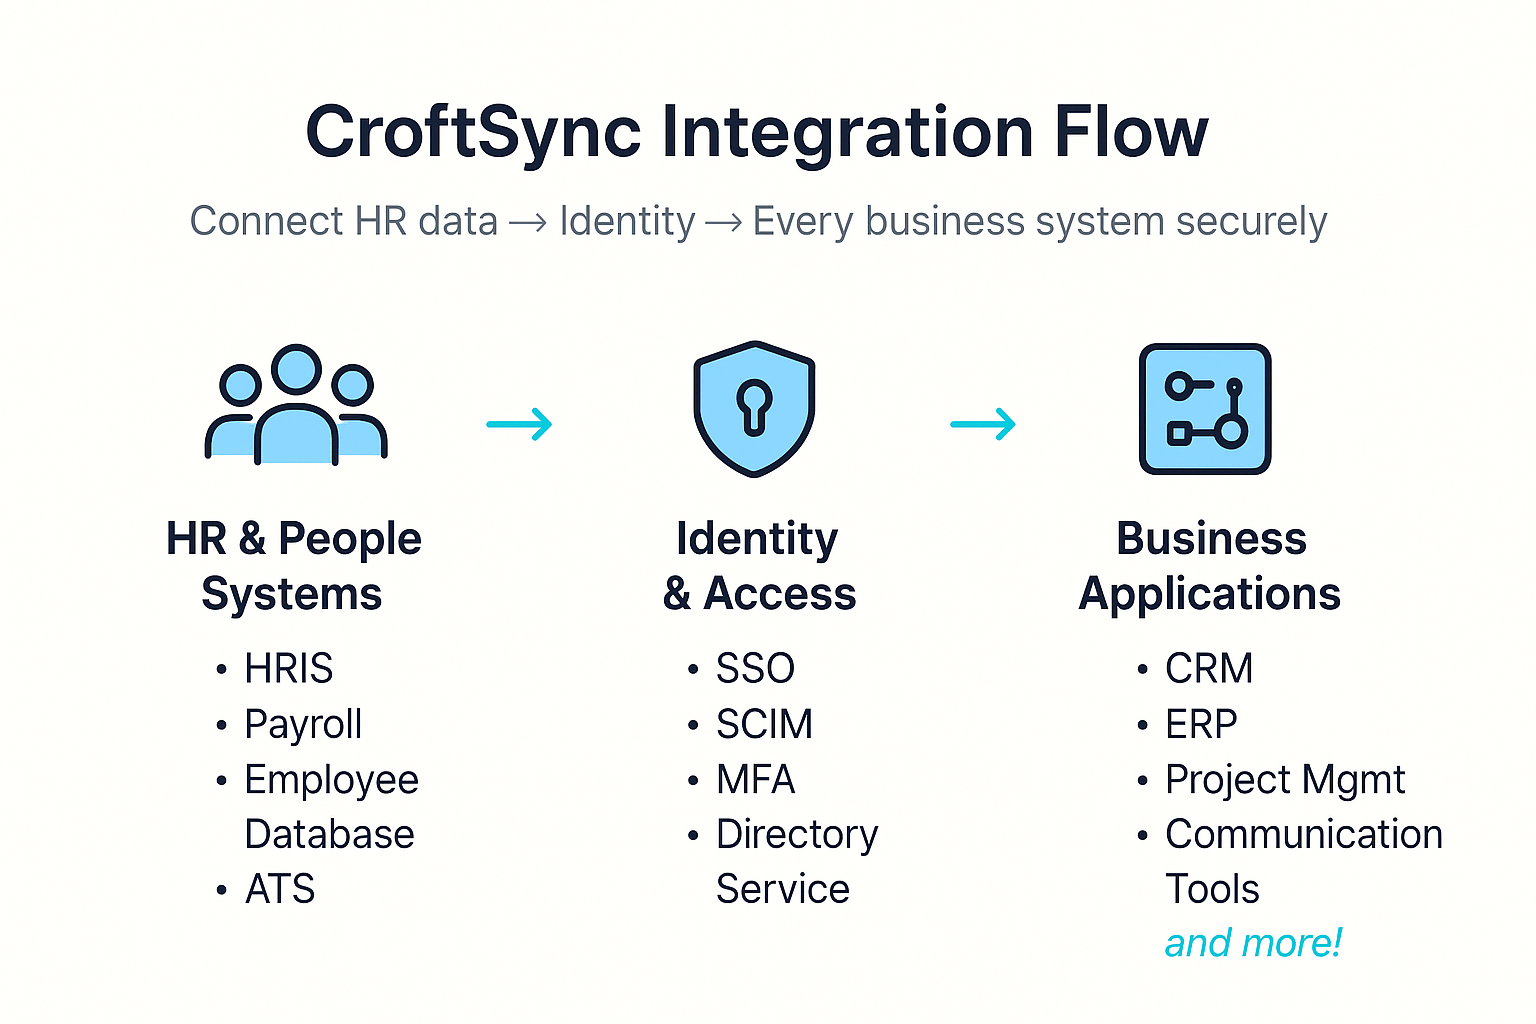 CroftSync Integration Flow
Connect HR data → Identity → Every business system securely
HR & People
Systems
• HRIS
• Payroll
• Employee
Database
• ATS
Identity
& Access
• SSO
• SCIM
• MFA
• Directory
Service
Business
Applications
• CRM
• ERP
• Project Mgmt
• Communication
Tools
and more!